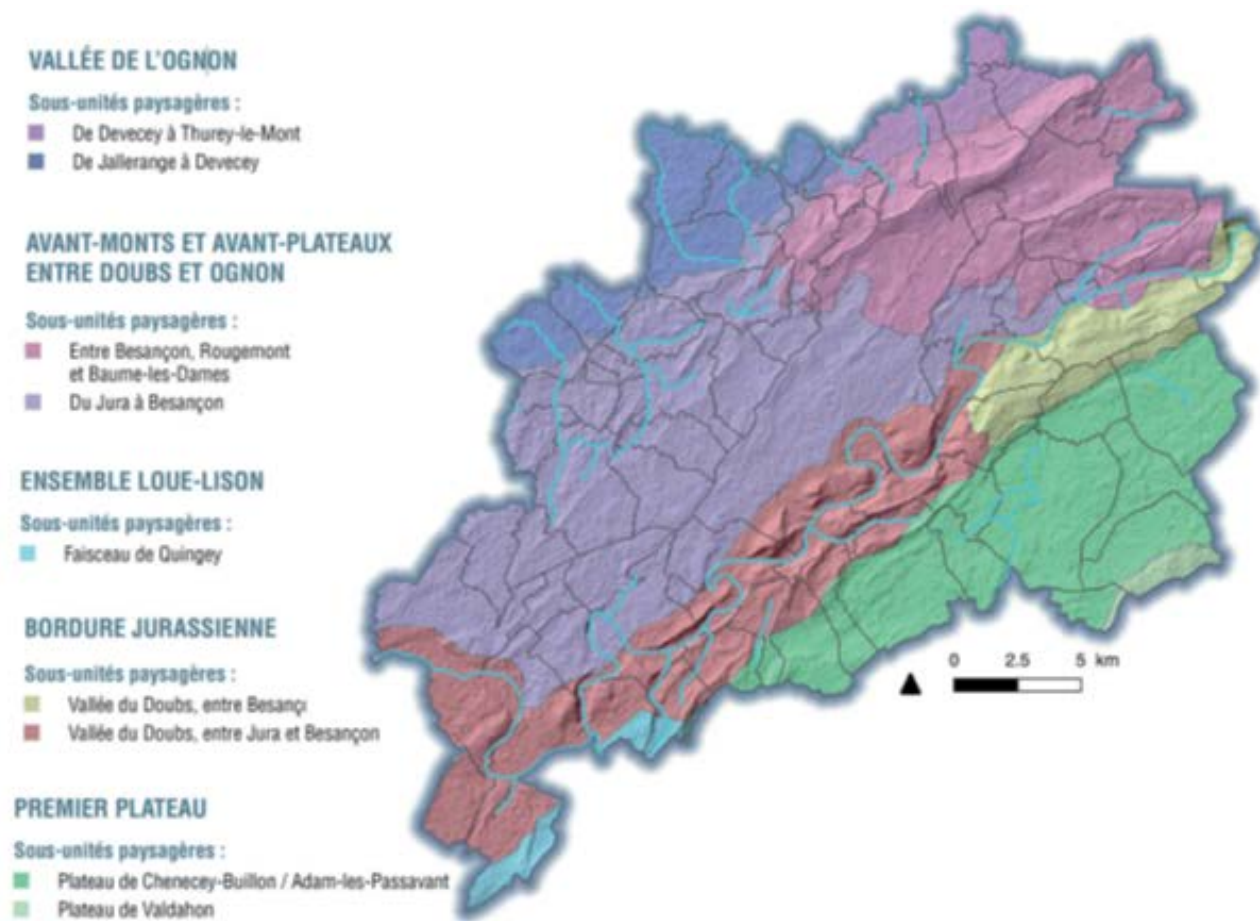 VALLÉE DE L'OGNON
Sous-unités paysagères :
De Devecey à Thurey-le-Mont
De Jallerange à Devecey
AVANT-MONTS ET AVANT-PLATEAUX
ENTRE DOUBS ET OGNON
Sous-unités paysagères :
Entre Besançon, Rougemont
et Baume-les-Dames
Du Jura à Besançon
ENSEMBLE LOUE-LISON
Sous-unités paysagères :
Faisceau de Quingey
BORDURE JURASSIENNE
Sous-unités paysagères :
Vallée du Doubs, entre Besanç
Vallée du Doubs, entre Jura et Besançon
PREMIER PLATEAU
Sous-unités paysagères :
Plateau de Chenecey-Buillon / Adam-les-Passavant
Plateau de Valdahon
0 2.5 5 km